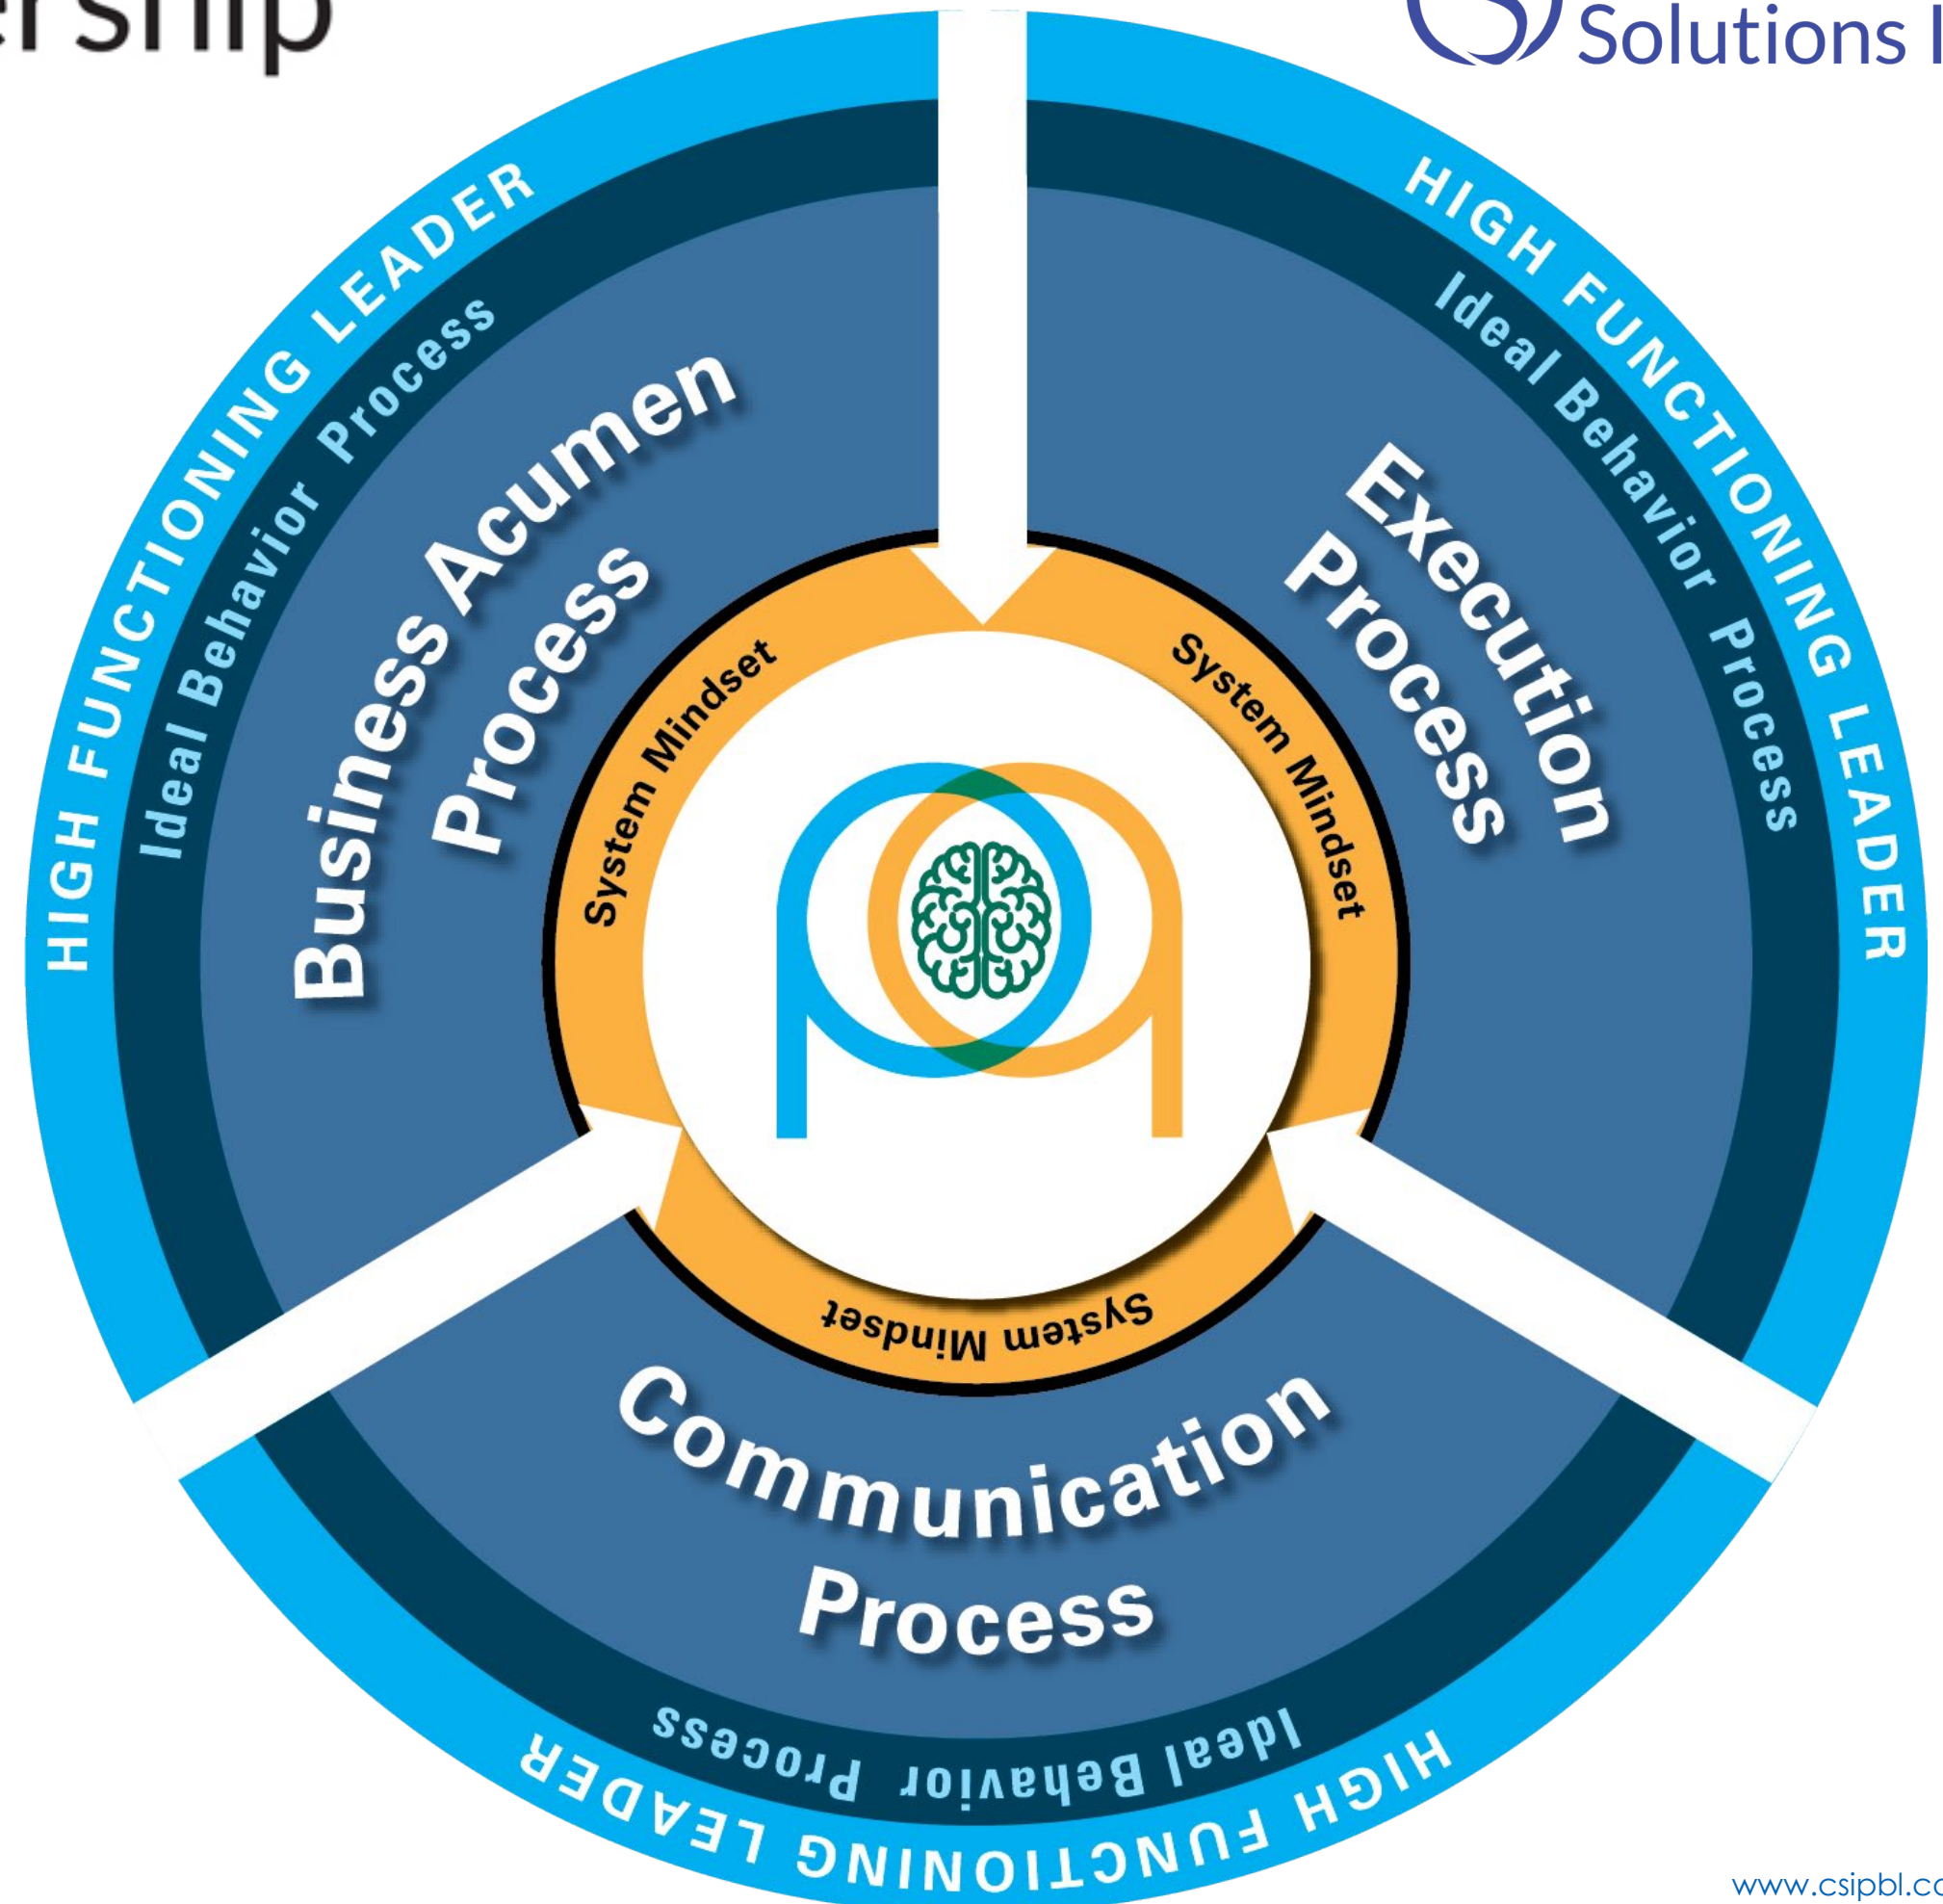 ership
Solutions I
HIGH FUNCTIONING LEADER
Ideal Behavior Process
Business Acumen
Process
System Mindset
HIGH FUNCTIONING LEADER
Ideal Behavior Process
Execution
Process
System Mindset
System Mindset
Communication
Process
Ideal Behavior Process
HIGH FUNCTIONING LEADER
www.csipbl.co